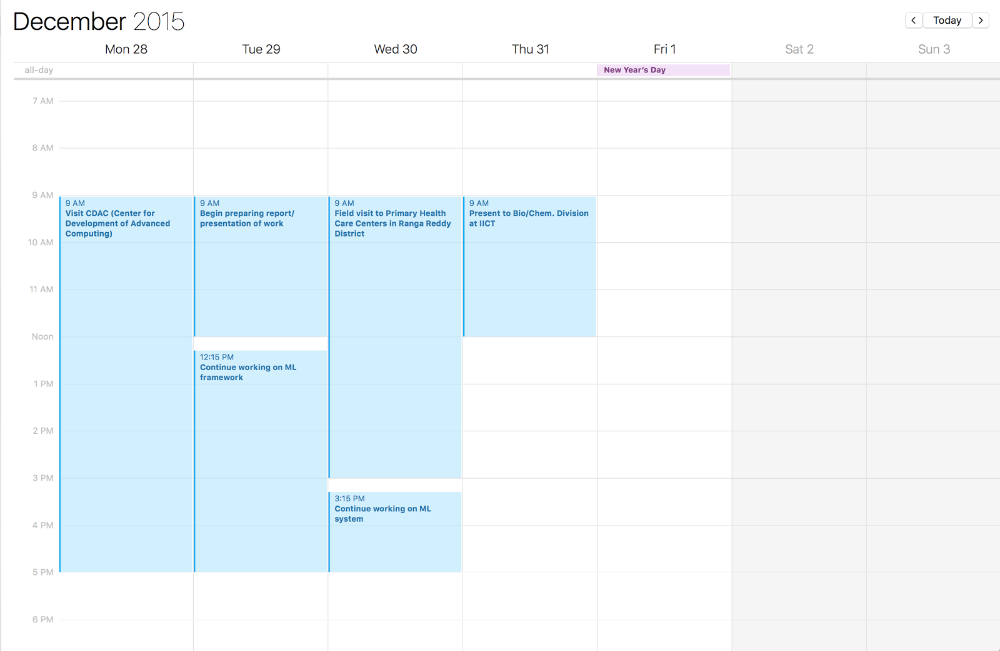 December 2015
Today
Mon 28
Tue 29
Wed 30
Thu 31
Fri 1
Sat 2
Sun 3
all-day
New Year's Day
7 AM
8 AM
9 AM
10 AM
11 AM
Noon
1 PM
2 PM
3 PM
4 PM
5 PM
6 PM
9 AM
Visit CDAC (Center for
Development of Advanced
Computing)
9 AM
Begin preparing report/
presentation of work
12:15 PM
Continue working on ML
framework
9 AM
Field visit to Primary Health
Care Centers in Ranga Reddy
District
3:15 PM
Continue working on ML
system
9 AM
Present to Bio/Chem. Division
at IICT